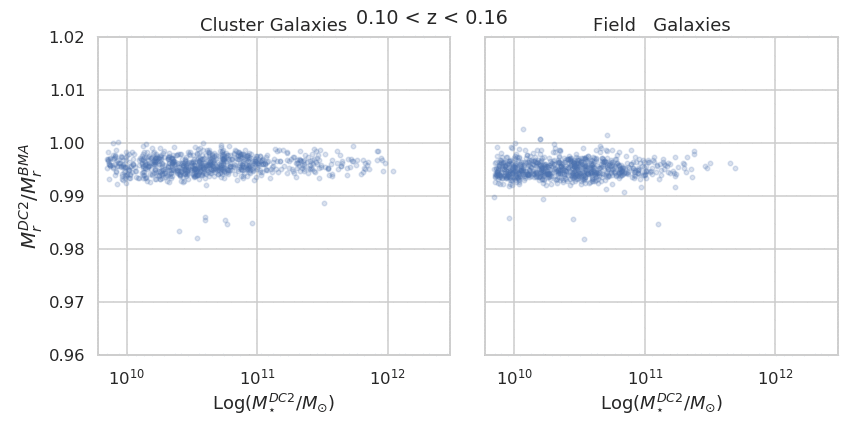 0.10 < z < 0.16
Cluster Galaxies
Field Galaxies
1.02
1.01
1.00
0.99
0.98
0.97
0.96
M_r^{DC2}/M_r^{BMA}
10^{10} 10^{11} 10^{12}
10^{10} 10^{11} 10^{12}
Log(M_⋆^{DC2}/M_⊙)
Log(M_⋆^{DC2}/M_⊙)